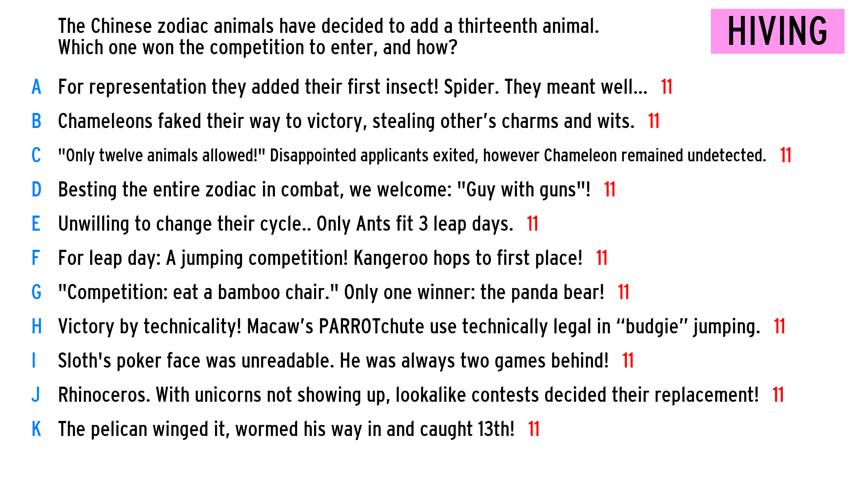 The Chinese zodiac animals have decided to add a thirteenth animal.
Which one won the competition to enter, and how?
HIVING
A For representation they added their first insect! Spider. They meant well... 11
B Chameleons faked their way to victory, stealing other's charms and wits. 11
C "Only twelve animals allowed!" Disappointed applicants exited, however Chameleon remained undetected. 11
D Besting the entire zodiac in combat, we welcome: "Guy with guns"! 11
E Unwilling to change their cycle.. Only Ants fit 3 leap days. 11
F For leap day: A jumping competition! Kangeroo hops to first place! 11
G "Competition: eat a bamboo chair." Only one winner: the panda bear! 11
H Victory by technicality! Macaw's PARROTchute use technically legal in “budgie” jumping. 11
I Sloth's poker face was unreadable. He was always two games behind! 11
J Rhinoceros. With unicorns not showing up, lookalike contests decided their replacement! 11
K The pelican winged it, wormed his way in and caught 13th! 11